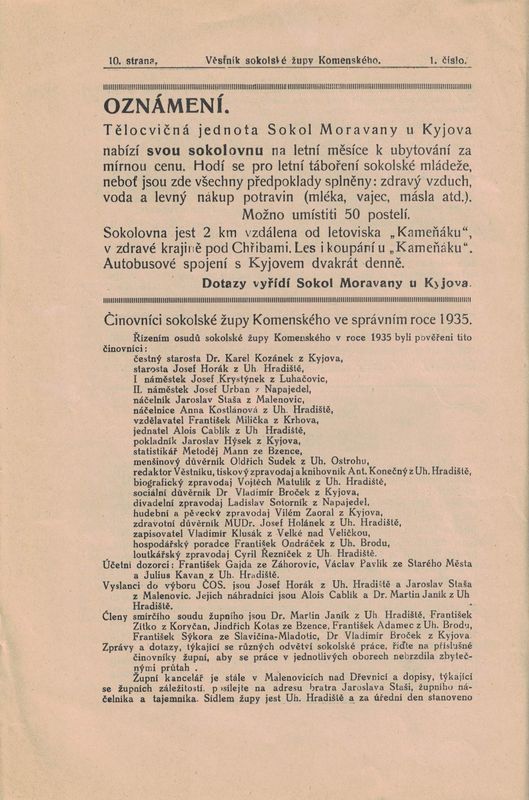 10. strana, Věstník sokolské župy Komenského. 1. číslo.
OZNÁMENÍ.
Tělocvičná jednota Sokol Moravany u Kyjova
nabízí svou sokolovnu na letní měsíce k ubytování za
mírnou cenu. Hodí se pro letní táboření sokolské mládeže,
neboť jsou zde všechny předpoklady splněny: zdravý vzduch,
voda a levný nákup potravin (mléka, vajec, másla atd.).
Možno umístiti 50 postelí.
Sokolovna jest 2 km vzdálena od letoviska „Kameňáku“,
v zdravé krajině pod Chřibami. Les i koupání u „Kameňáku“.
Autobusové spojení s Kyjovem dvakrát denně.
Dotazy vyřídí Sokol Moravany u Kyjova.
Činovníci sokolské župy Komenského ve správním roce 1935.
Řízením osudů sokolské župy Komenského v roce 1935 byli pověřeni tito
činovníci:
čestný starosta Dr. Karel Kozánek z Kyjova,
starosta Josef Horák z Uh Hradiště,
I náměstek Josef Krystýnek z Luhačovic,
II. náměstek Josef Urban z Napajedel,
náčelník Jaroslav Staša z Malenovic,
náčelnice Anna Kostlánová z Uh. Hradiště,
vzdělavatel František Milička z Krhova,
jednatel Alois Cablík z Uh Hradiště,
pokladník Jaroslav Hýsek z Kyjova,
statistikář Metoděj Mann ze Bzence,
menšinový důvěrník Oldřich Sudek z Uh. Ostrohu,
redaktor Věstníku, tiskový zpravodaj a knihovník Ant. Konečný z Uh. Hradiště,
biografický zpravodaj Vojtěch Matulík z Uh. Hradiště,
sociální důvěrník Dr Vladimír Broček z Kyjova,
divadelní zpravodaj Ladislav Sotorník z Napajedel,
hudební a pěvecký zpravodaj Vilém Zaoral z Kyjova,
zdravotní důvěrník MUDr. Josef Holánek z Uh. Hradiště,
zapisovatel Vladimír Klusák z Velké nad Veličkou,
hospodářský poradce František Ondráček z Uh. Brodu,
loutkářský zpravodaj Cyril Řezníček z Uh. Hradiště.
Účetní dozorci: František Gajda ze Záhorovic, Václav Pavlík ze Starého Města
a Julius Kavan z Uh. Hradiště.
Vyslanci do výboru ČOS. jsou Josef Horák z Uh. Hradiště a Jaroslav Staša
z Malenovic. Jejich náhradníci jsou Alois Cablík a Dr. Martin Janík z Uh
Hradiště.
Členy smírčího soudu župního jsou Dr. Martin Janík z Uh Hradiště, František
Zítko z Koryčan, Jindřich Kotas ze Bzence, František Adamec z Uh. Brodu,
František Sýkora ze Slavičína-Mladotic, Dr Vladimír Broček z Kyjova
Zprávy a dotazy, týkající se různých odvětví sokolské práce, řiďte na příslušné
činovníky župní, aby se práce v jednotlivých oborech nebrzdila zbyteč-
nými průtah .
Župní kancelář je stále v Malenovicích nad Dřevnicí a dopisy, týkající
se župních záležitostí, posílejte na adresu bratra Jaroslava Staši, župního ná-
čelníka a tajemníka. Sídlem župy jest Uh. Hradiště a za úřední den stanoveno